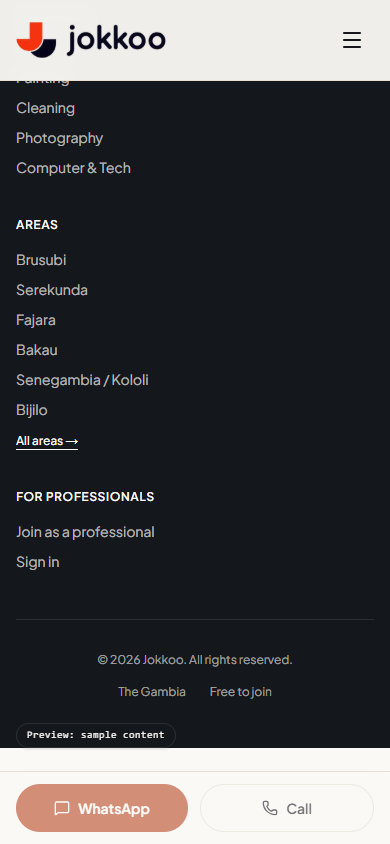 jokkoo
Painting
Cleaning
Photography
Computer & Tech
AREAS
Brusubi
Serekunda
Fajara
Bakau
Senegambia / Kololi
Bijilo
All areas →
FOR PROFESSIONALS
Join as a professional
Sign in
© 2026 Jokkoo. All rights reserved.
The Gambia Free to join
Preview: sample content
WhatsApp Call